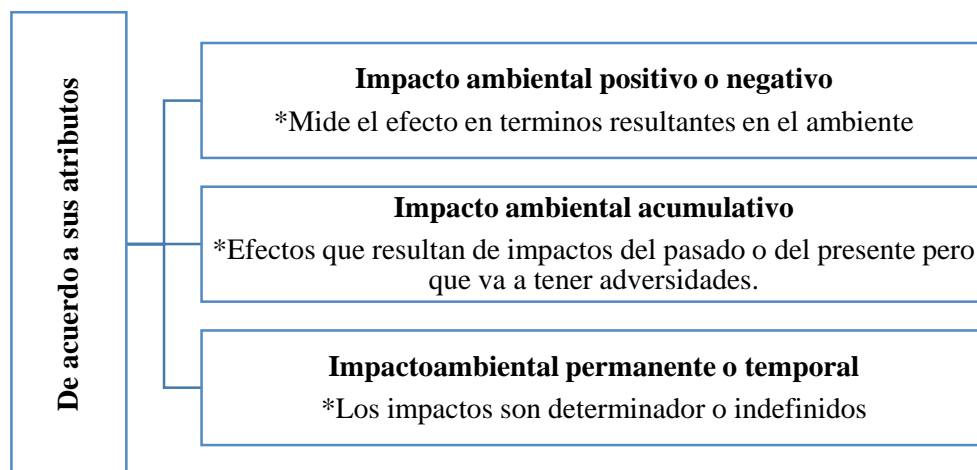 De acuerdo a sus atributos
Impacto ambiental positivo o negativo
*Mide el efecto en terminos resultantes en el ambiente
Impacto ambiental acumulativo
*Efectos que resultan de impactos del pasado o del presente pero
que va a tener adversidades.
Impactoambiental permanente o temporal
*Los impactos son determinador o indefinidos